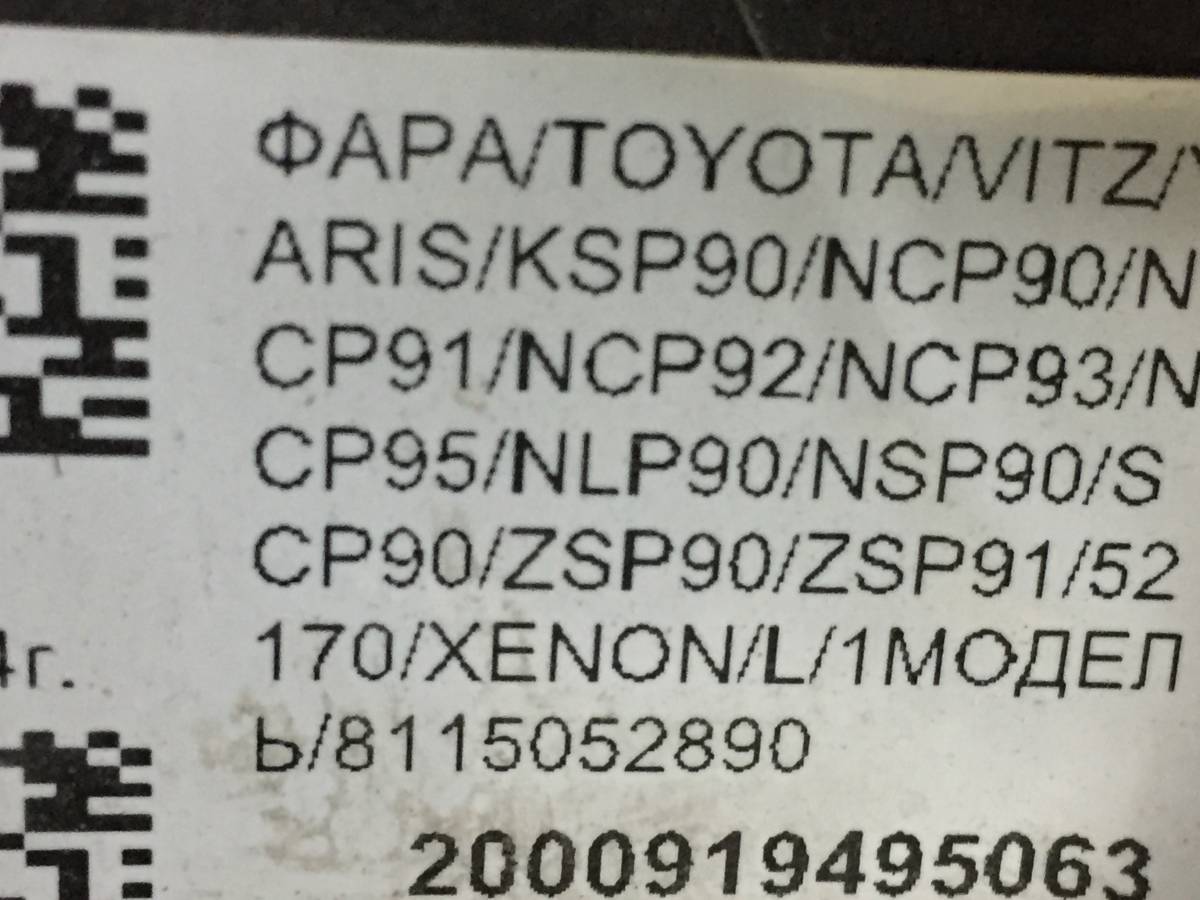 ФАРА/TOYOTA/VITZ/Y
ARIS/KSP90/NCP90/N
CP91/NCP92/NCP93/N
CP95/NLP90/NSP90/S
CP90/ZSP90/ZSP91/52
170/XENON/L/1МОДЕЛ
Ь/8115052890
4г.
2000919495063